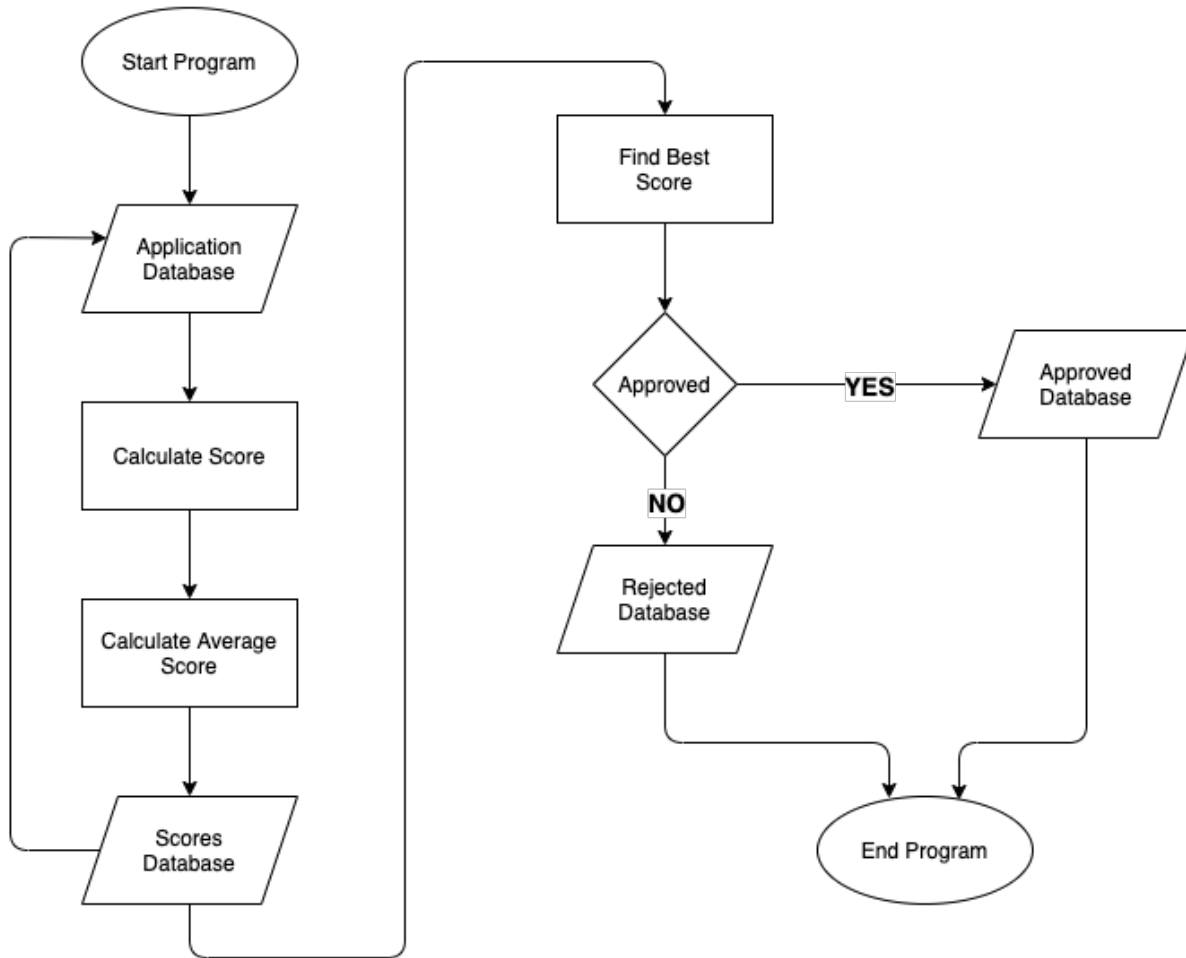 Start Program
Application
Database
Calculate Score
Calculate Average
Score
Scores
Database
Find Best
Score
Approved
YES
Approved
Database
NO
Rejected
Database
End Program